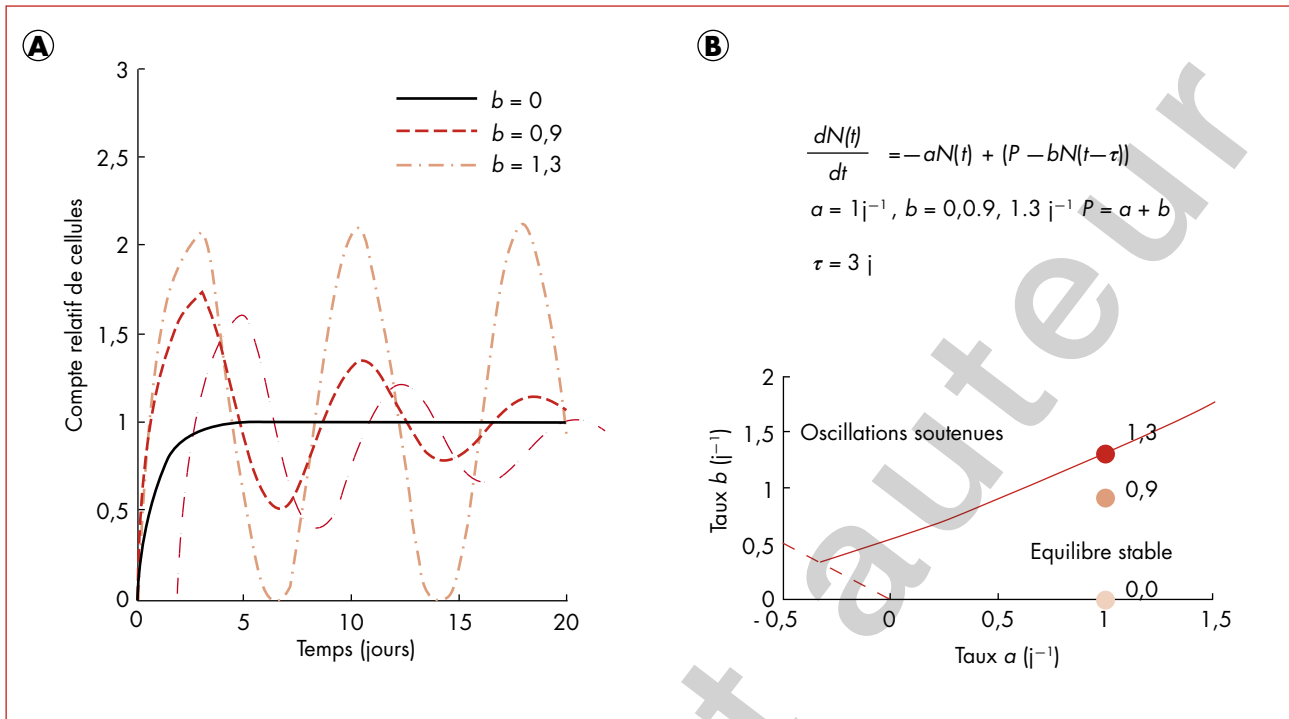 A
3
2,5
2
1,5
1
0,5
0
Compte relatif de cellules
0 5 10 15 20
Temps (jours)
b = 0
b = 0,9
b = 1,3
B
dN(t)
dt
= –aN(t) + (P – bN(t–τ))
a = 1j⁻¹ , b = 0,0.9, 1.3 j⁻¹ P = a + b
τ = 3 j
2
1,5
1
0,5
0
Taux b (j⁻¹)
Oscillations soutenues
1,3
0,9
Equilibre stable
0,0
- 0,5 0 0,5 1 1,5
Taux a (j⁻¹)
t auteur